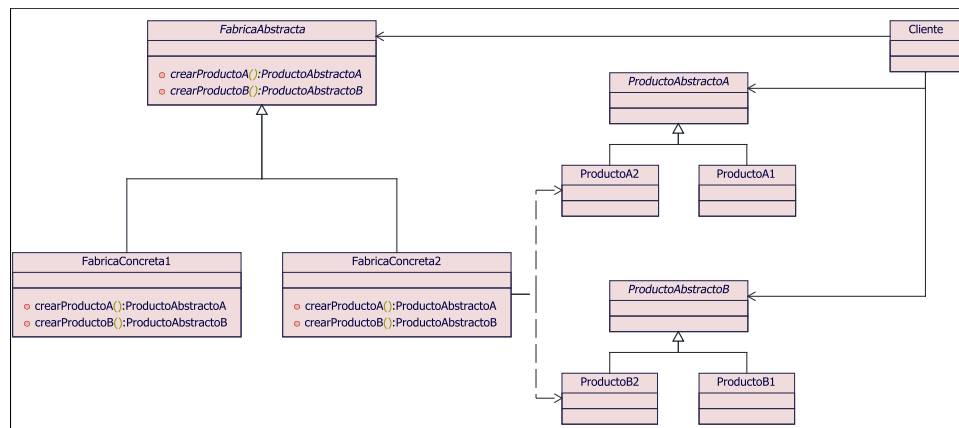 FabricaAbstracta
crearProductoA():ProductoAbstractoA
crearProductoB():ProductoAbstractoB
Cliente
ProductoAbstractoA
ProductoA2
ProductoA1
FabricaConcreta1
crearProductoA():ProductoAbstractoA
crearProductoB():ProductoAbstractoB
FabricaConcreta2
crearProductoA():ProductoAbstractoA
crearProductoB():ProductoAbstractoB
ProductoAbstractoB
ProductoB2
ProductoB1